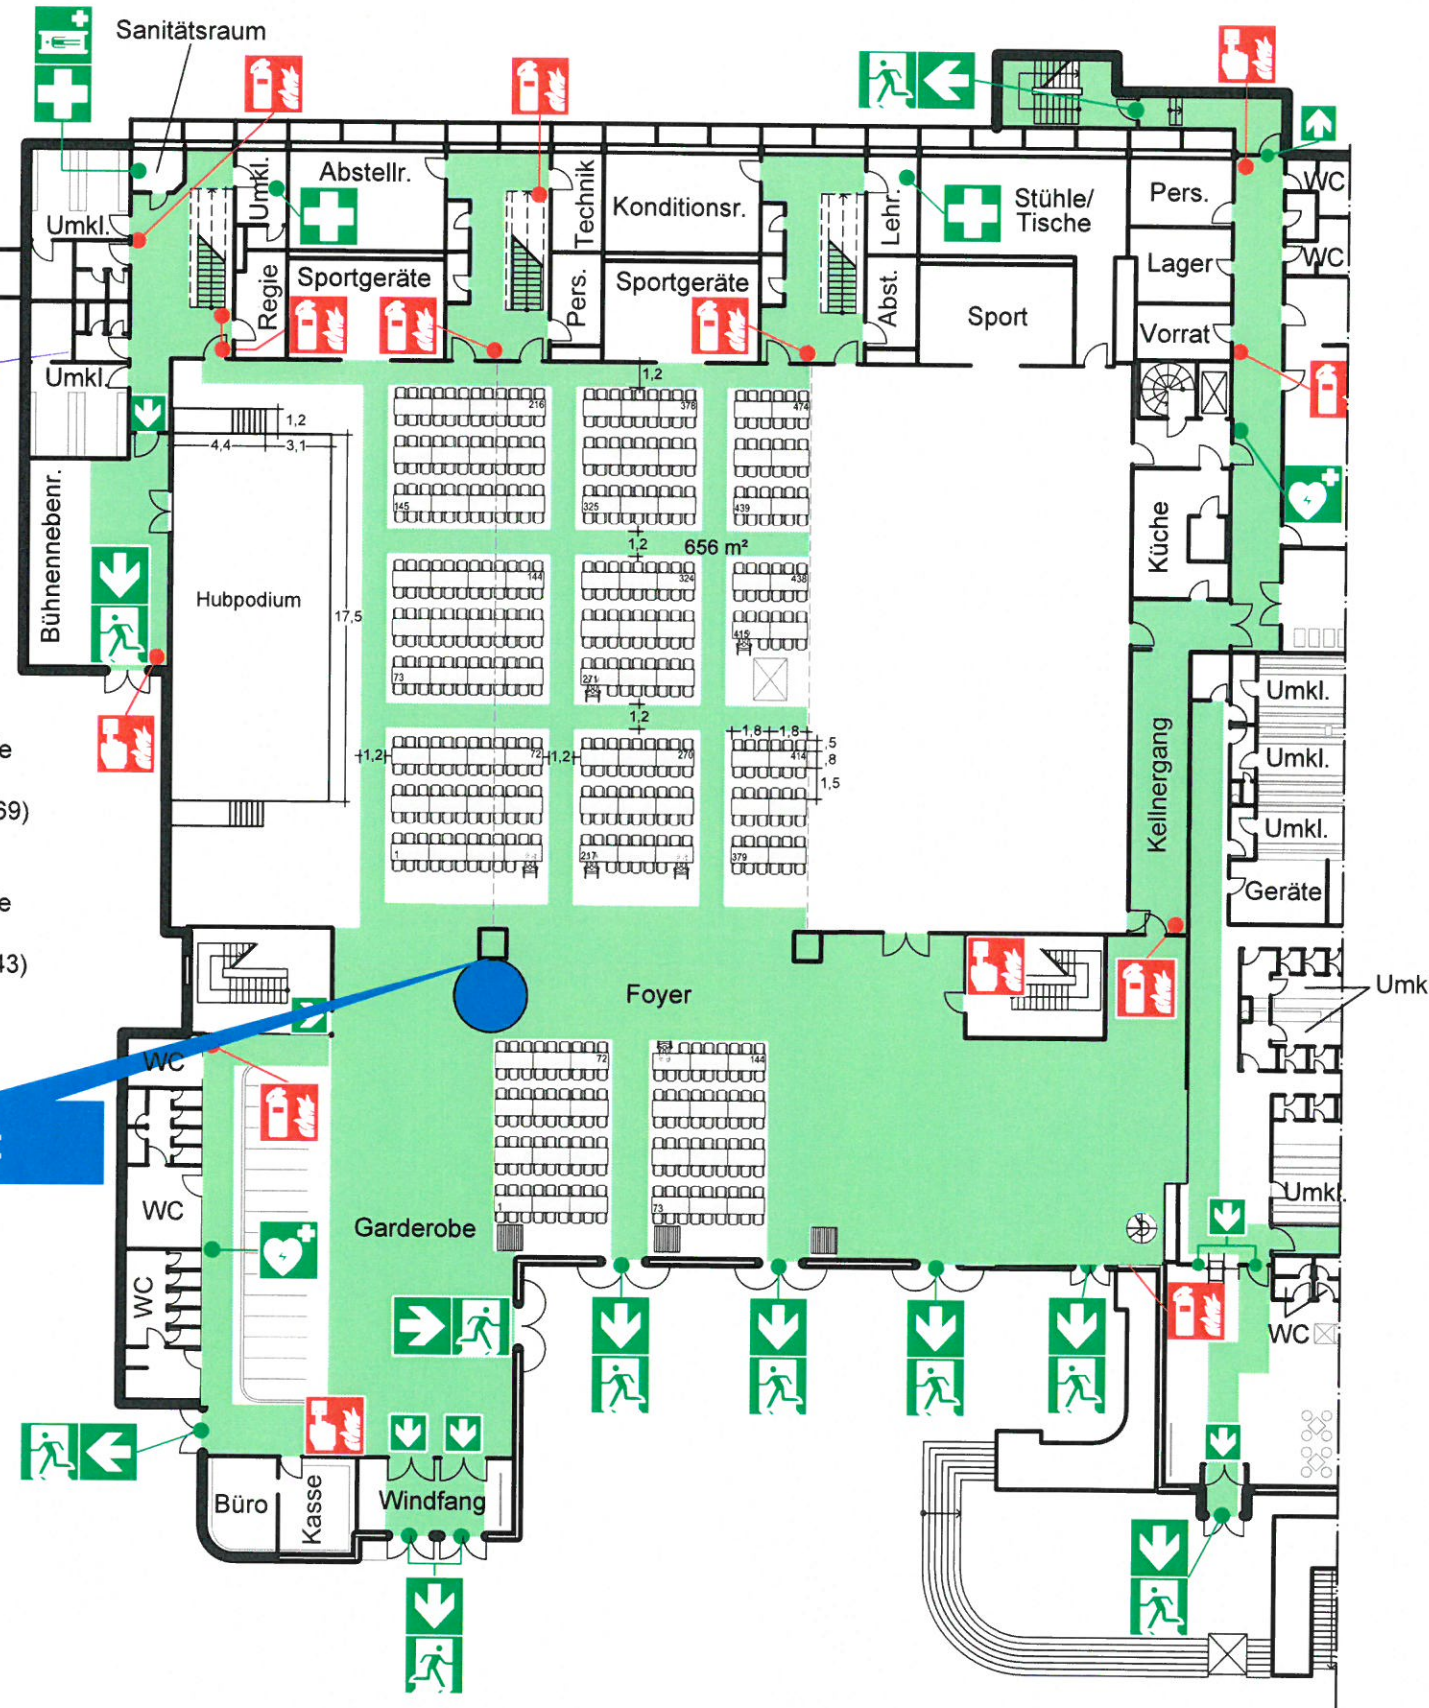 Sanitätsraum
Umkl.
Umkl.
Abstellr.
Technik
Konditionsr.
Lehr.
Stühle/
Tische
Pers.
WC
Lager
WC
Regie
Sportgeräte
Pers.
Sportgeräte
Abst.
Sport
Vorrat
Umkl.
1,2
216
378
474
1,2
4,4
3,1
145
325
439
1,2
656 m²
Bühnennebenr.
Hubpodium
17,5
144
324
438
415
73
271
Küche
1,2
Umkl.
e
69)
1,2
72
1,2
270
1,8
1,8
414
,5
,8
1,5
Kellnergang
Umkl.
Umkl.
1
217
379
Geräte
e
43)
Foyer
Umk
WC
72
144
WC
Umkl.
1
73
Garderobe
WC
WC
Büro
Kasse
Windfang